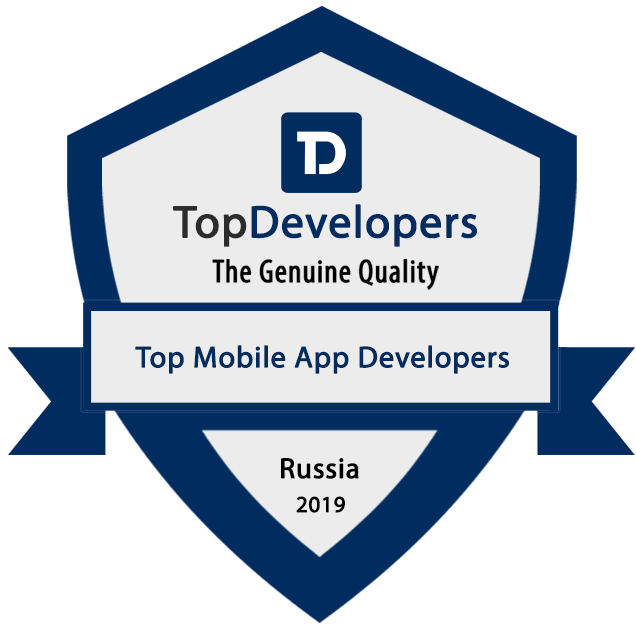 TD
TopDevelopers
The Genuine Quality
Top Mobile App Developers
Russia
2019